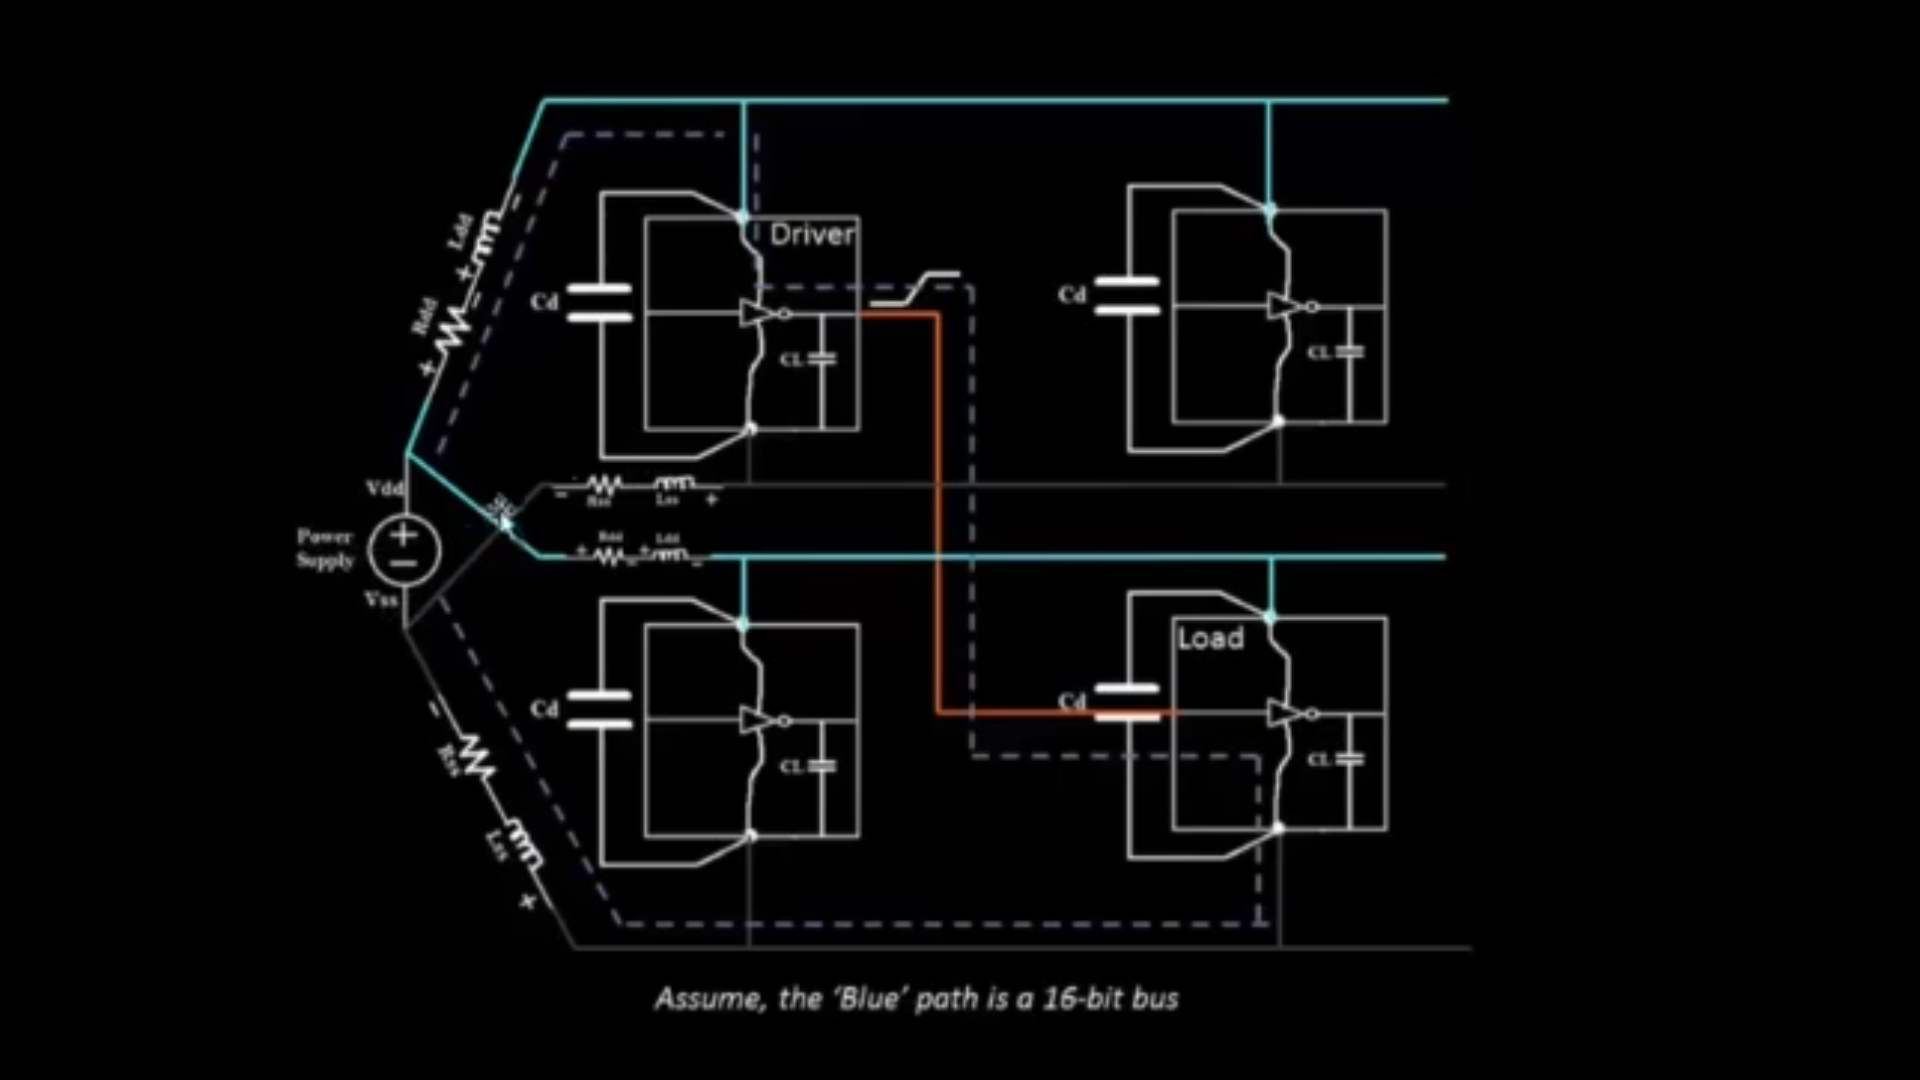 Ldd
Rdd
Driver
Cd
CL
Cd
CL
Vdd
Rss
Lss
Power
Supply
Rdd
Ldd
Vss
Load
Cd
CL
Cd
CL
Rss
Lss
Assume, the ‘Blue’ path is a 16-bit bus